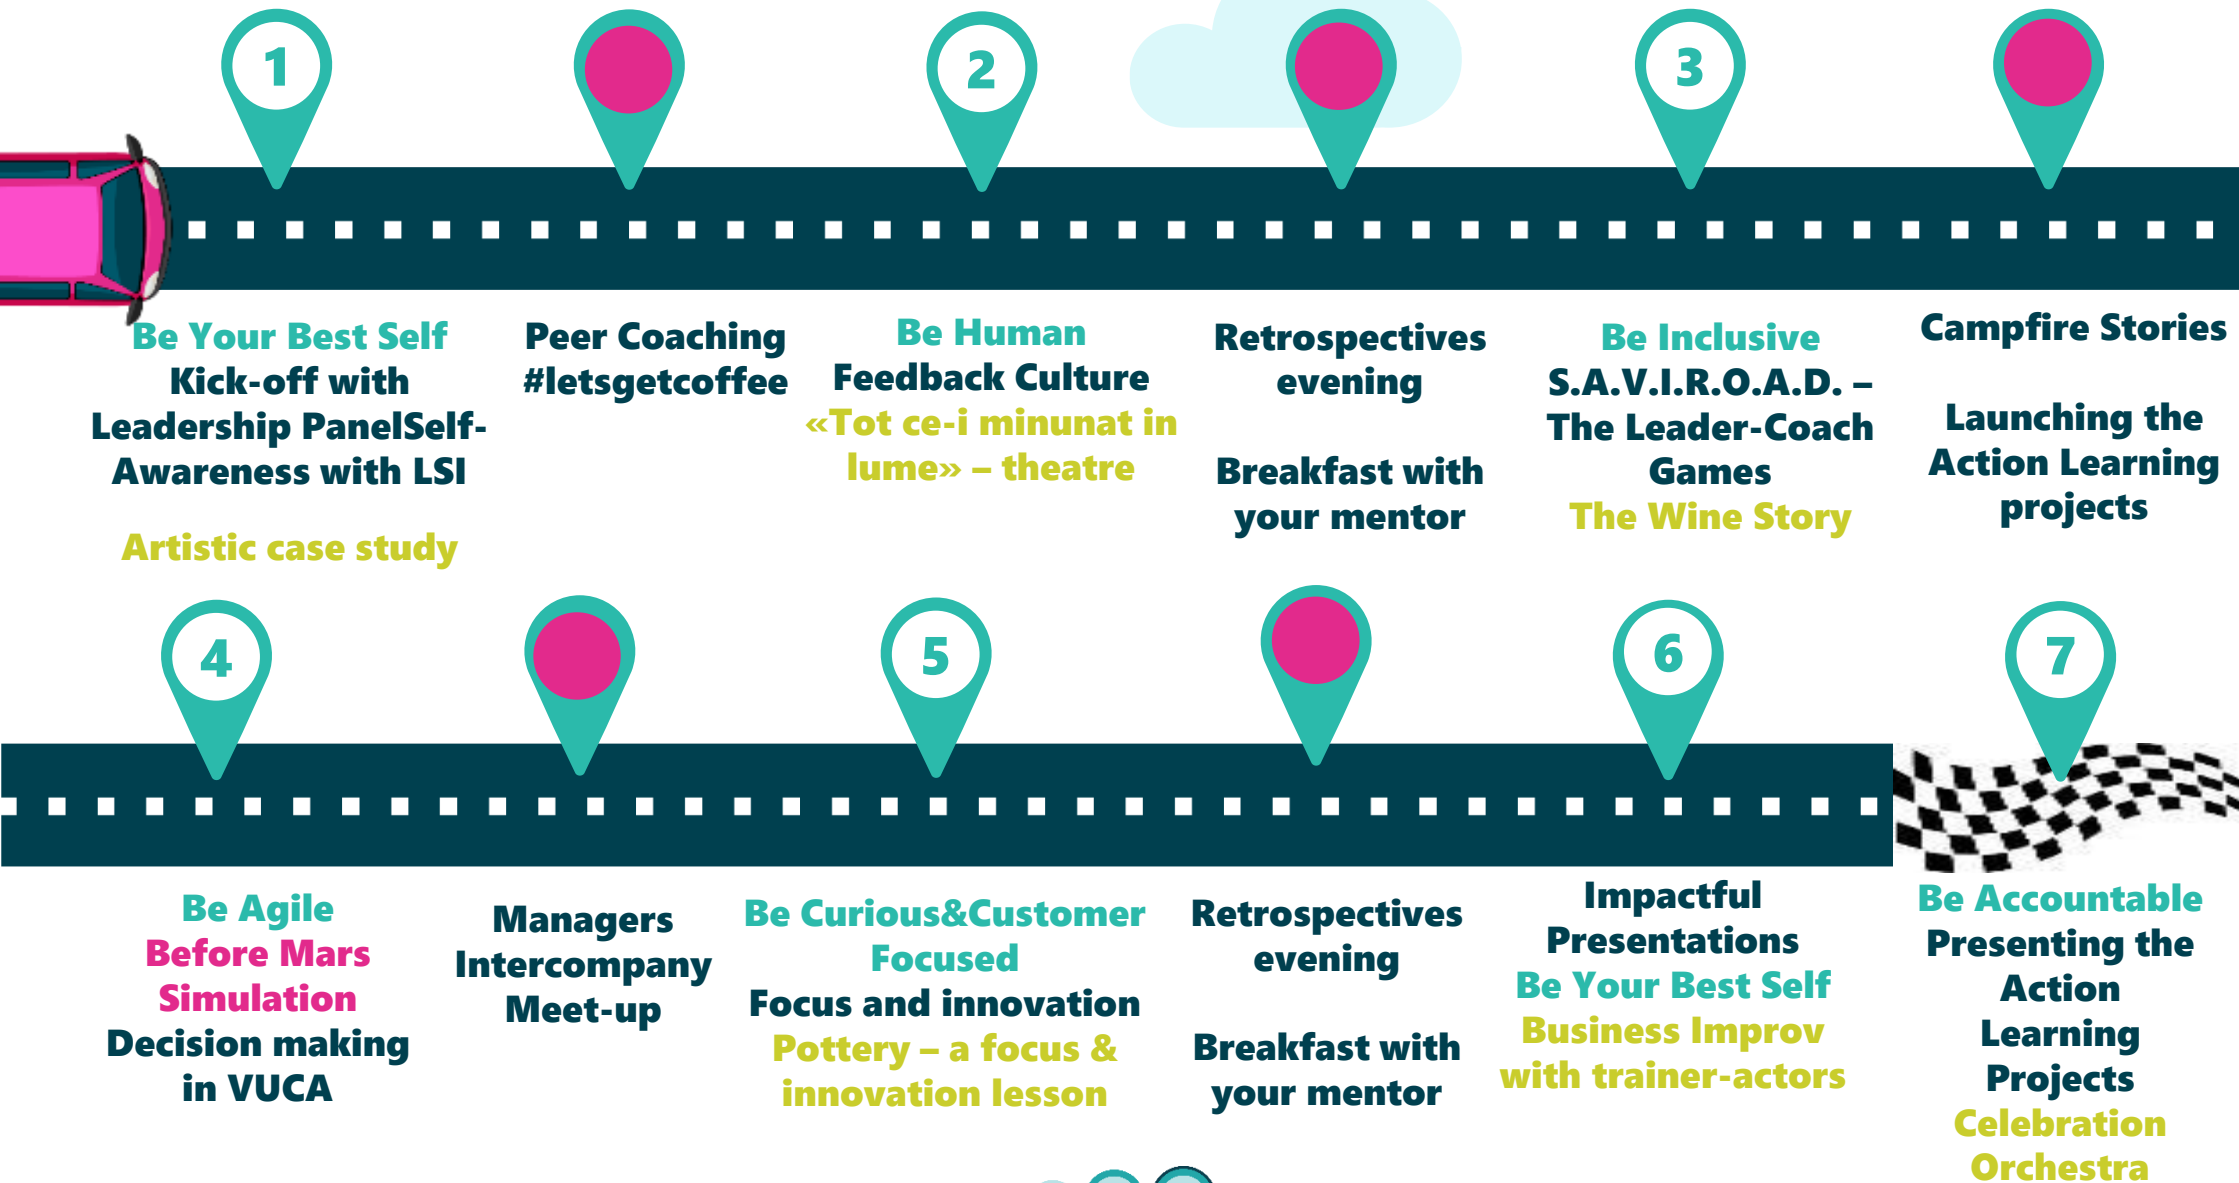 1
2
3
Be Your Best Self
Kick-off with
Leadership PanelSelf-
Awareness with LSI
Artistic case study
Peer Coaching
#letsgetcoffee
Be Human
Feedback Culture
«Tot ce-i minunat in
lume» – theatre
Retrospectives
evening
Breakfast with
your mentor
Be Inclusive
S.A.V.I.R.O.A.D. –
The Leader-Coach
Games
The Wine Story
Campfire Stories
Launching the
Action Learning
projects
4
5
6
7
Be Agile
Before Mars
Simulation
Decision making
in VUCA
Managers
Intercompany
Meet-up
Be Curious&Customer
Focused
Focus and innovation
Pottery – a focus &
innovation lesson
Retrospectives
evening
Breakfast with
your mentor
Impactful
Presentations
Be Your Best Self
Business Improv
with trainer-actors
Be Accountable
Presenting the
Action
Learning
Projects
Celebration
Orchestra